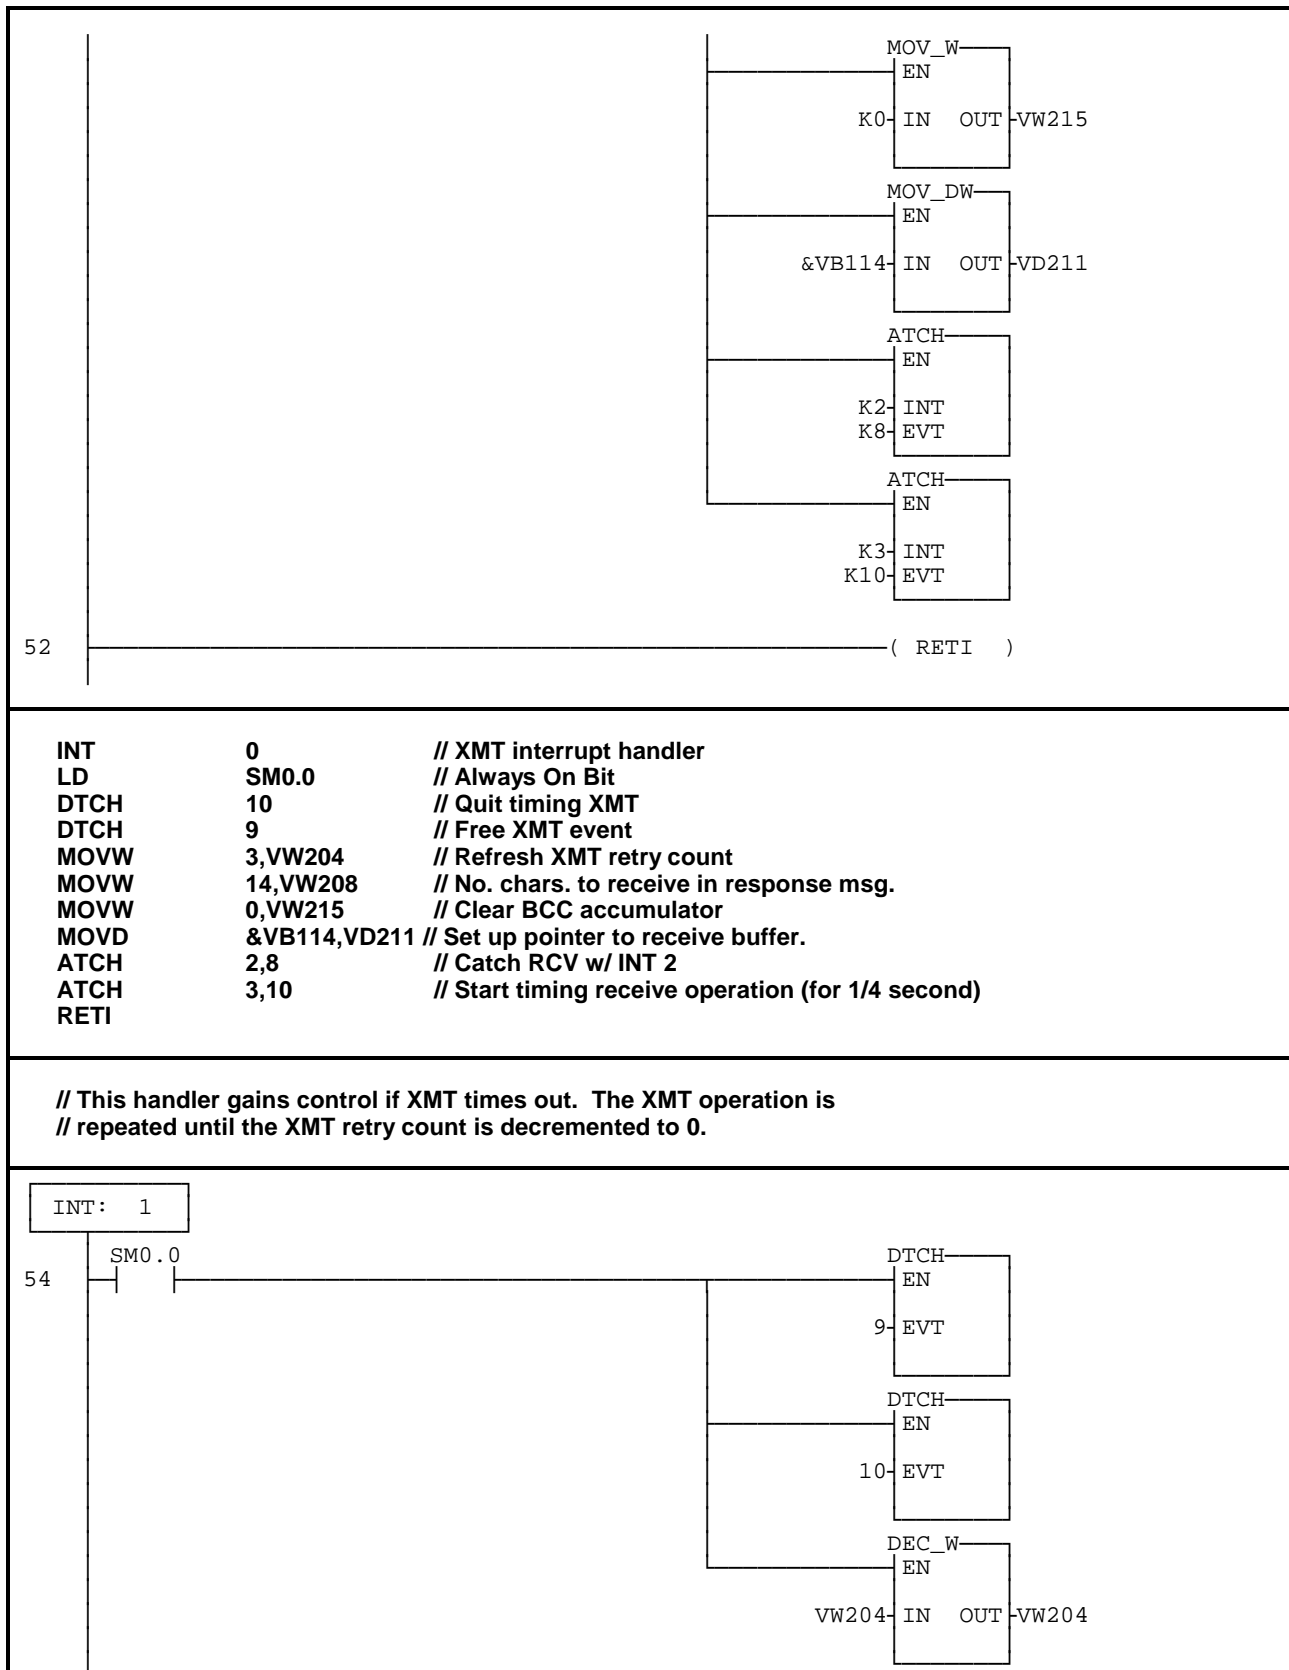 MOV_W
EN
K0 IN OUT VW215
MOV_DW
EN
&VB114 IN OUT VD211
ATCH
EN
K2 INT
K8 EVT
ATCH
EN
K3 INT
K10 EVT
52 ( RETI )
INT 0 // XMT interrupt handler
LD SM0.0 // Always On Bit
DTCH 10 // Quit timing XMT
DTCH 9 // Free XMT event
MOVW 3,VW204 // Refresh XMT retry count
MOVW 14,VW208 // No. chars. to receive in response msg.
MOVW 0,VW215 // Clear BCC accumulator
MOVD &VB114,VD211 // Set up pointer to receive buffer.
ATCH 2,8 // Catch RCV w/ INT 2
ATCH 3,10 // Start timing receive operation (for 1/4 second)
RETI
// This handler gains control if XMT times out. The XMT operation is
// repeated until the XMT retry count is decremented to 0.
INT: 1
SM0.0 DTCH
54 EN
9 EVT
DTCH
EN
10 EVT
DEC_W
EN
VW204 IN OUT VW204